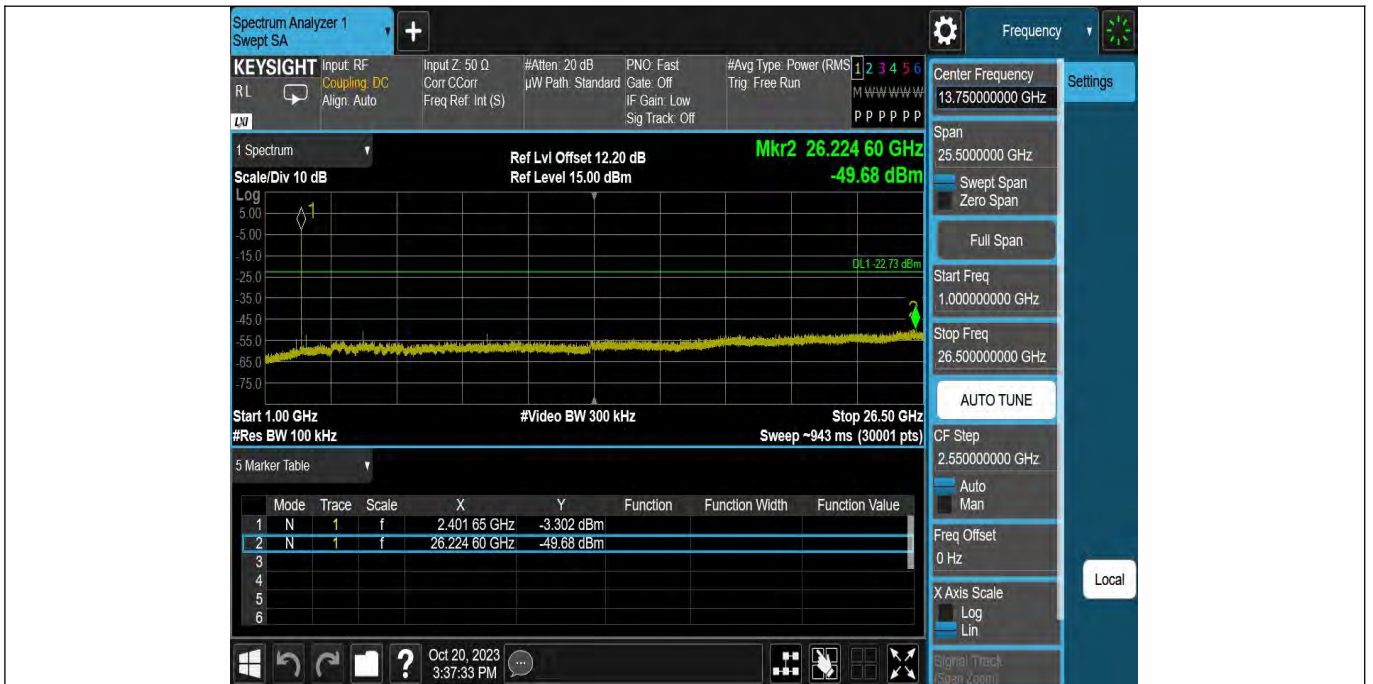 Spectrum Analyzer 1
Swept SA
+
Frequency
KEYSIGHT
RL
LXI
Input: RF
Coupling: DC
Align: Auto
Input Z: 50 Ω
Corr CCorr
Freq Ref: Int (S)
#Atten: 20 dB
µW Path: Standard
PNO: Fast
Gate: Off
IF Gain: Low
Sig Track: Off
#Avg Type: Power (RMS
Trig: Free Run
1 2 3 4 5 6
M W W W W W
P P P P P P
1 Spectrum
Scale/Div 10 dB
Ref Lvl Offset 12.20 dB
Ref Level 15.00 dBm
Mkr2 26.224 60 GHz
-49.68 dBm
Log
5.00
-5.00
-15.0
-25.0
-35.0
-45.0
-55.0
-65.0
-75.0
1
DL1 -22.73 dBm
2
Start 1.00 GHz
#Res BW 100 kHz
#Video BW 300 kHz
Stop 26.50 GHz
Sweep ~943 ms (30001 pts)
5 Marker Table
Mode Trace Scale X Y Function Function Width Function Value
1 N 1 f 2.401 65 GHz -3.302 dBm
2 N 1 f 26.224 60 GHz -49.68 dBm
3
4
5
6
?
Oct 20, 2023
3:37:33 PM
Center Frequency
13.750000000 GHz
Settings
Span
25.5000000 GHz
Swept Span
Zero Span
Full Span
Start Freq
1.000000000 GHz
Stop Freq
26.500000000 GHz
AUTO TUNE
CF Step
2.550000000 GHz
Auto
Man
Freq Offset
0 Hz
X Axis Scale
Log
Lin
Signal Track
(Span Zoom)
Local